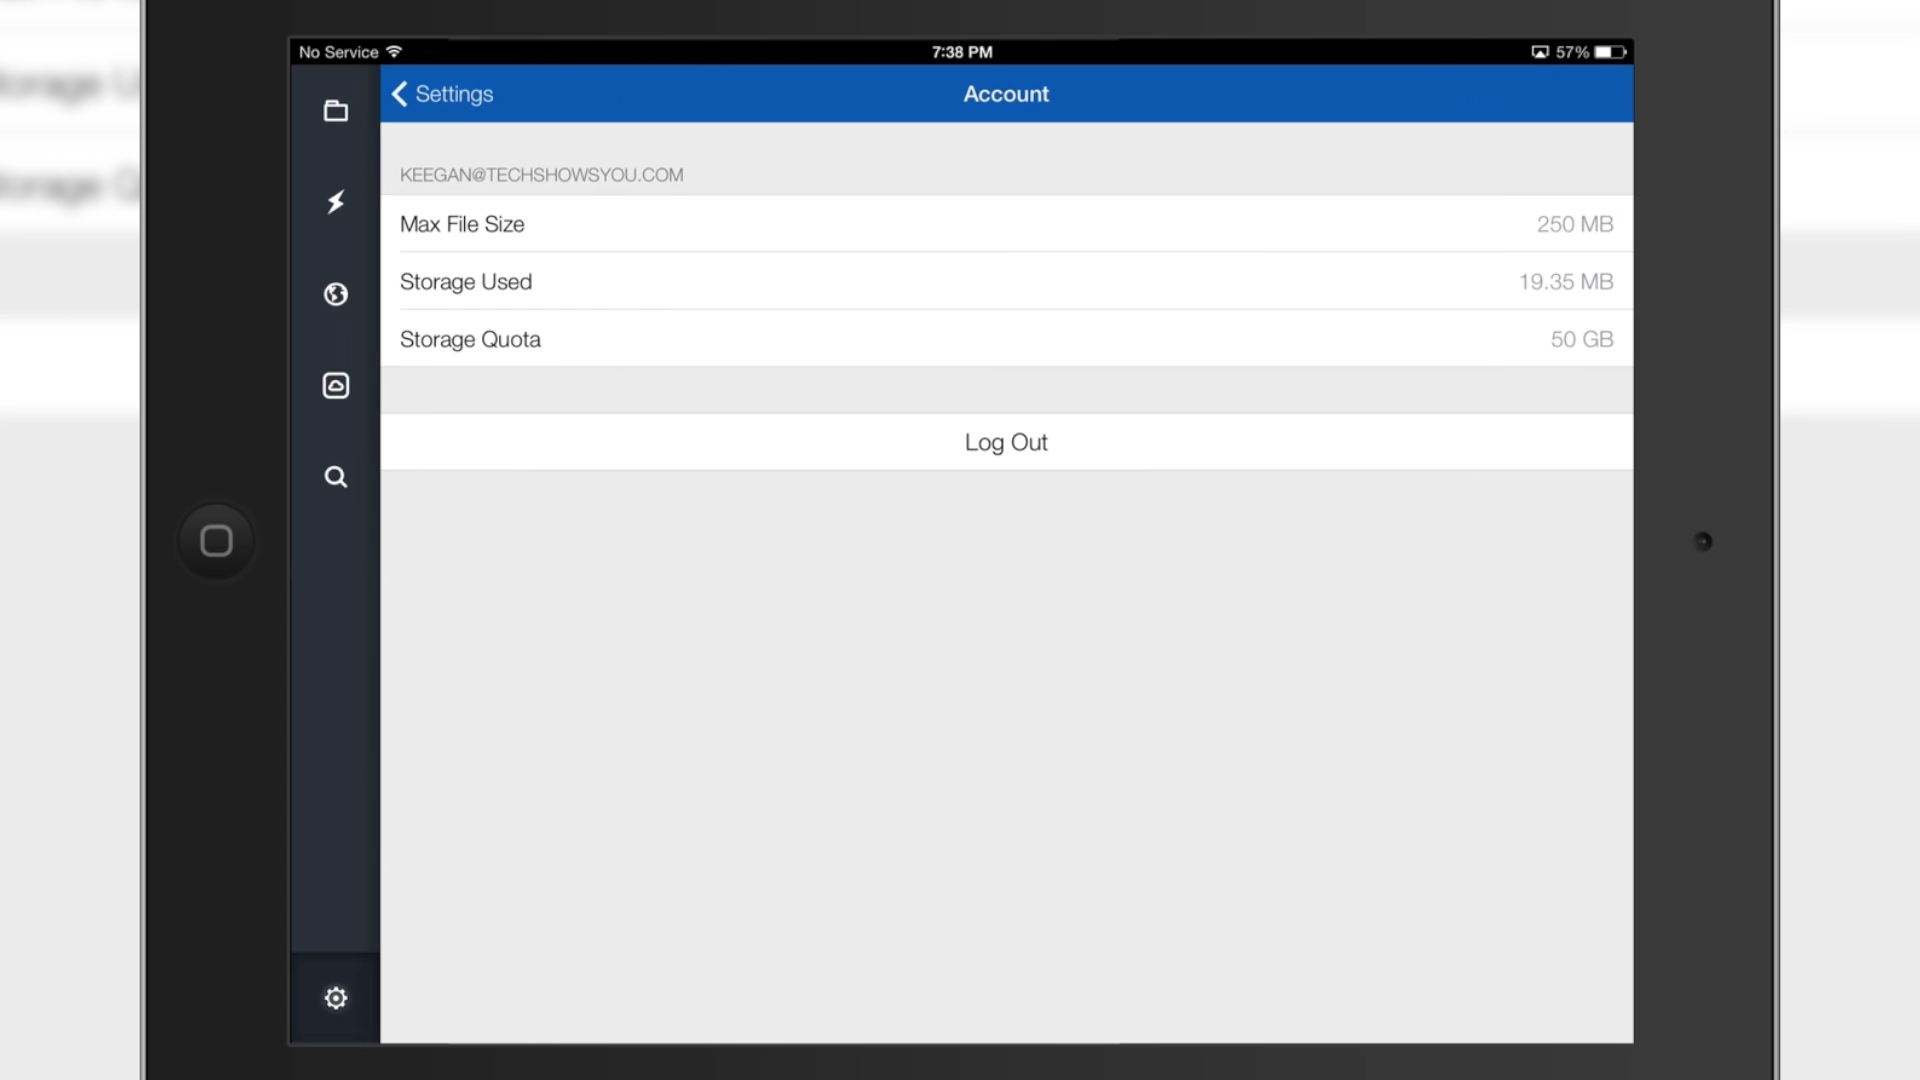 No Service
7:38 PM
57%
Settings
Account
KEEGAN@TECHSHOWSYOU.COM
Max File Size
250 MB
Storage Used
19.35 MB
Storage Quota
50 GB
Log Out